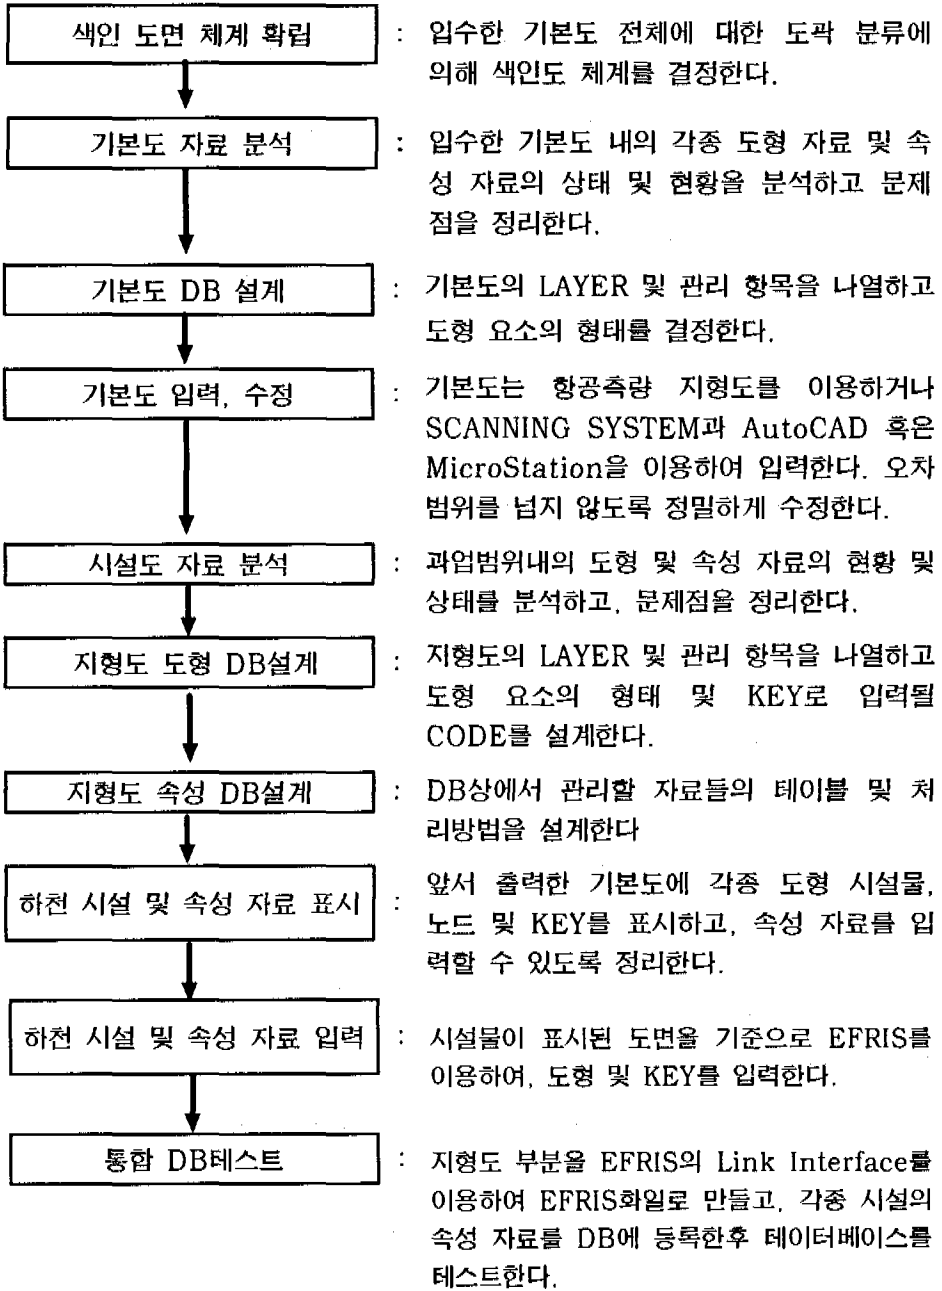 색인 도면 체계 확립 : 입수한 기본도 전체에 대한 도곽 분류에
의해 색인도 체계를 결정한다.
기본도 자료 분석 : 입수한 기본도 내의 각종 도형 자료 및 속
성 자료의 상태 및 현황을 분석하고 문제
점을 정리한다.
기본도 DB 설계 : 기본도의 LAYER 및 관리 항목을 나열하고
도형 요소의 형태를 결정한다.
기본도 입력, 수정 : 기본도는 항공측량 지형도를 이용하거나
SCANNING SYSTEM과 AutoCAD 혹은
MicroStation을 이용하여 입력한다. 오차
범위를 넘지 않도록 정밀하게 수정한다.
시설도 자료 분석 : 과업범위내의 도형 및 속성 자료의 현황 및
상태를 분석하고, 문제점을 정리한다.
지형도 도형 DB설계 : 지형도의 LAYER 및 관리 항목을 나열하고
도형 요소의 형태 및 KEY로 입력될
CODE를 설계한다.
지형도 속성 DB설계 : DB상에서 관리할 자료들의 테이블 및 처
리방법을 설계한다
하천 시설 및 속성 자료 표시 : 앞서 출력한 기본도에 각종 도형 시설물,
노드 및 KEY를 표시하고, 속성 자료를 입
력할 수 있도록 정리한다.
하천 시설 및 속성 자료 입력 : 시설물이 표시된 도면을 기준으로 EFRIS를
이용하여, 도형 및 KEY를 입력한다.
통합 DB테스트 : 지형도 부분을 EFRIS의 Link Interface를
이용하여 EFRIS화일로 만들고, 각종 시설의
속성 자료를 DB에 등록한후 데이터베이스를
테스트한다.